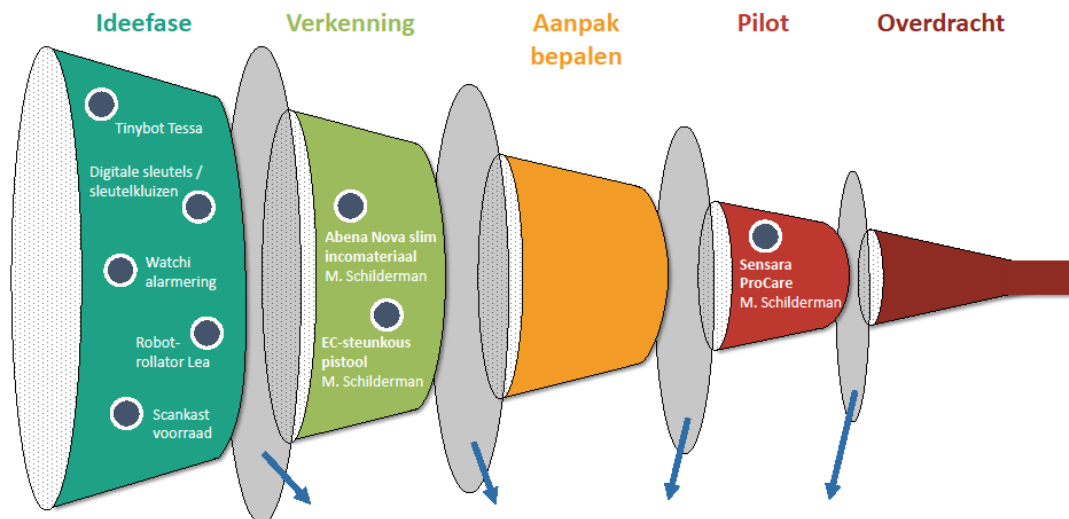 Ideefase
Verkenning
Aanpak
bepalen
Pilot
Overdracht
Tinybot Tessa
Digitale sleutels /
sleutelkluizen
Watchi
alarmering
Robot-
rollator Lea
Scankast
voorraad
Abena Nova slim
incomateriaal
M. Schilderman
EC-steunkous
pistool
M. Schilderman
Sensara
ProCare
M. Schilderman